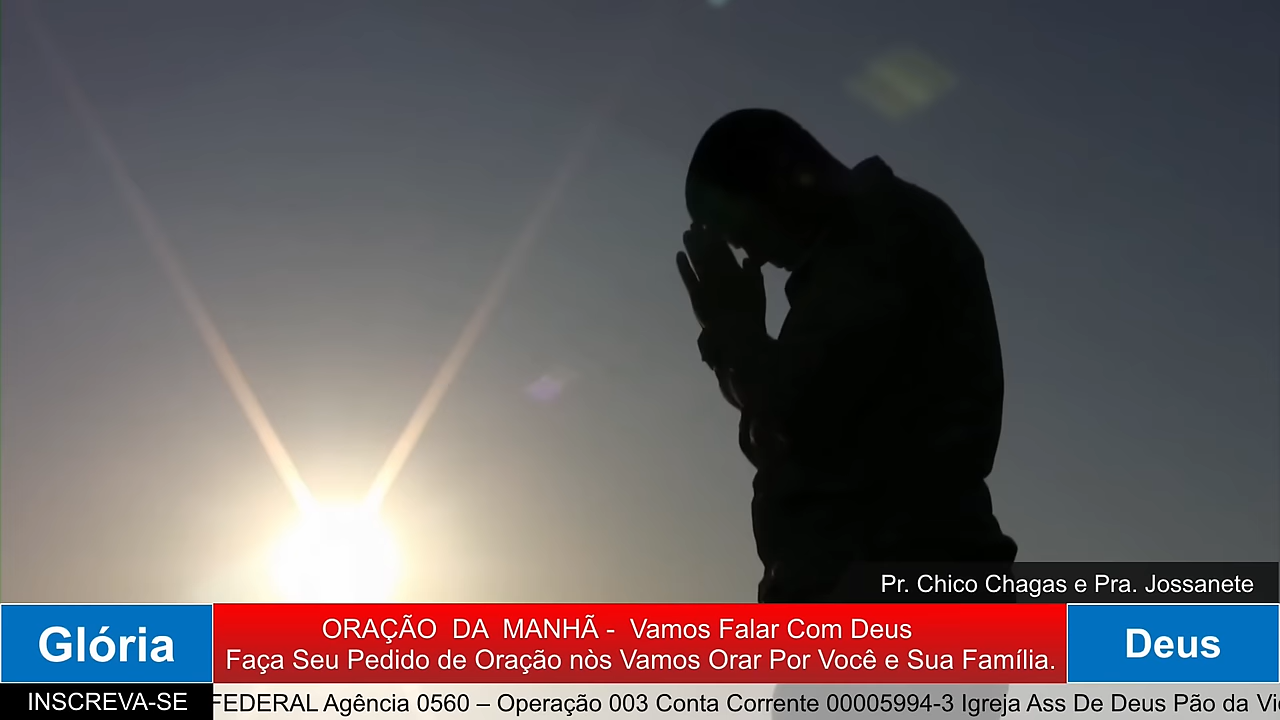 Pr. Chico Chagas e Pra. Jossanete
Glória
ORAÇÃO DA MANHÃ - Vamos Falar Com Deus
Faça Seu Pedido de Oração nòs Vamos Orar Por Você e Sua Família.
Deus
INSCREVA-SE
FEDERAL Agência 0560 – Operação 003 Conta Corrente 00005994-3 Igreja Ass De Deus Pão da